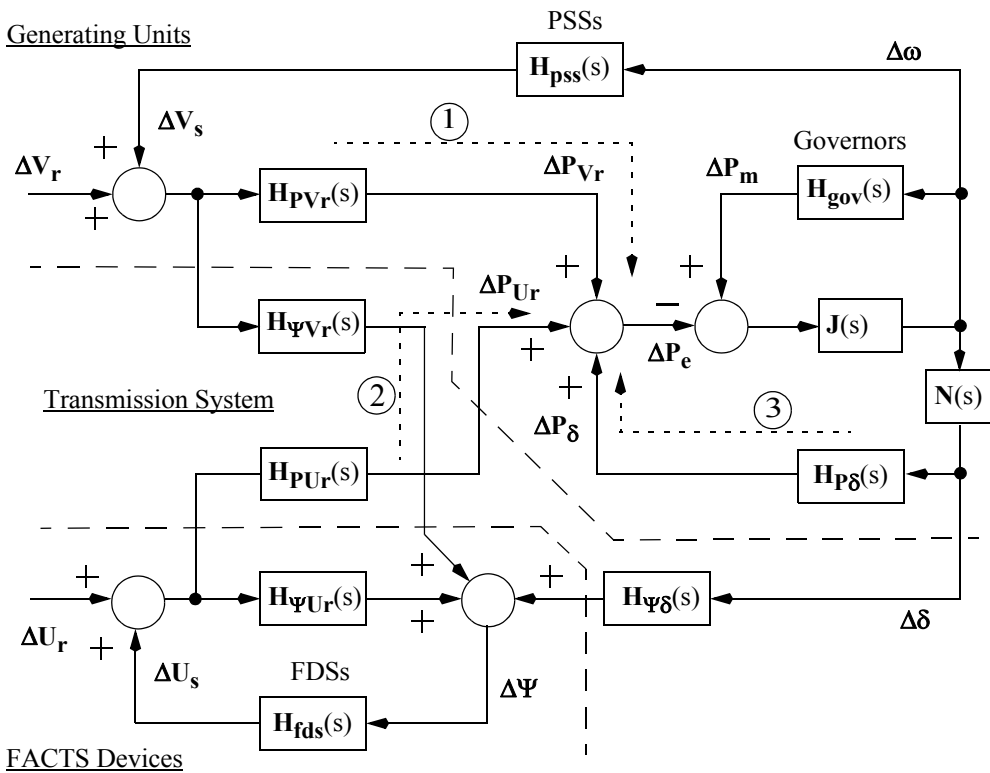 PSSs
Generating Units
H_pss(s)
Δω
ΔV_s
+
1
Governors
ΔV_r
ΔP_Vr
ΔP_m
H_PVr(s)
H_gov(s)
+
+
+
ΔP_Ur
H_ΨVr(s)
−
J(s)
+
ΔP_e
2
+
N(s)
Transmission System
3
ΔP_δ
H_PUr(s)
H_Pδ(s)
+
+
+
H_ΨUr(s)
H_Ψδ(s)
+
ΔU_r
+
Δδ
ΔU_s
FDSs
ΔΨ
H_fds(s)
FACTS Devices